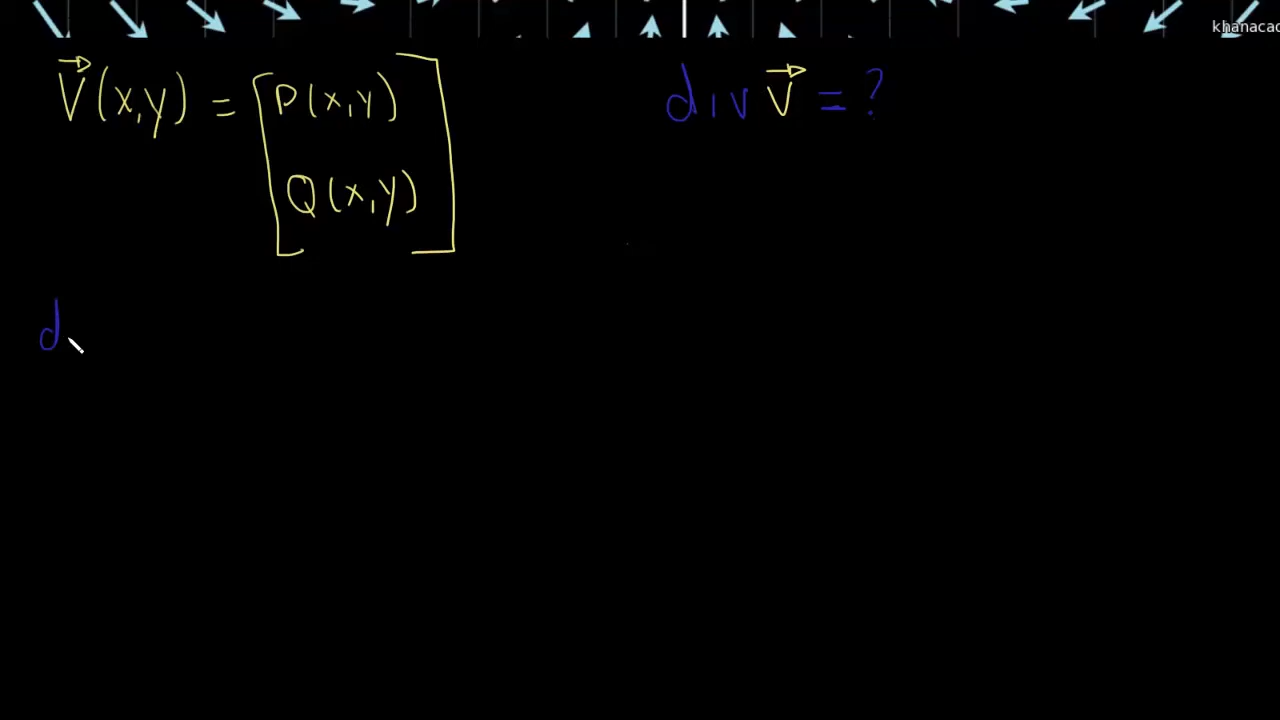 khanacad
V⃗(x,y) = [P(x,y)
Q(x,y)]
div V⃗ = ?
d